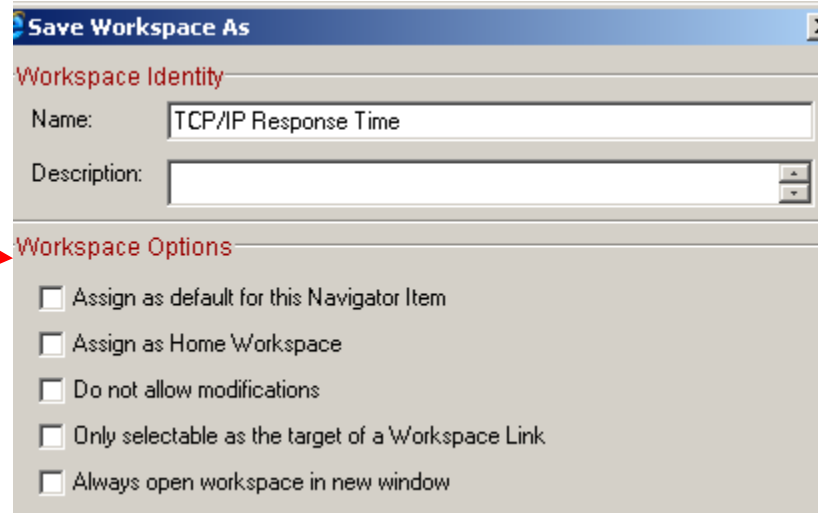 Save Workspace As
Workspace Identity
Name: TCP/IP Response Time
Description:
Workspace Options
Assign as default for this Navigator Item
Assign as Home Workspace
Do not allow modifications
Only selectable as the target of a Workspace Link
Always open workspace in new window